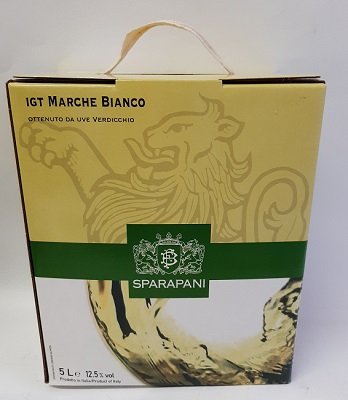 IGT MARCHE BIANCO
OTTENUTO DA UVE VERDICCHIO
SPARAPANI
5 L e 12.5% vol
Prodotto in Italia/Product of Italy